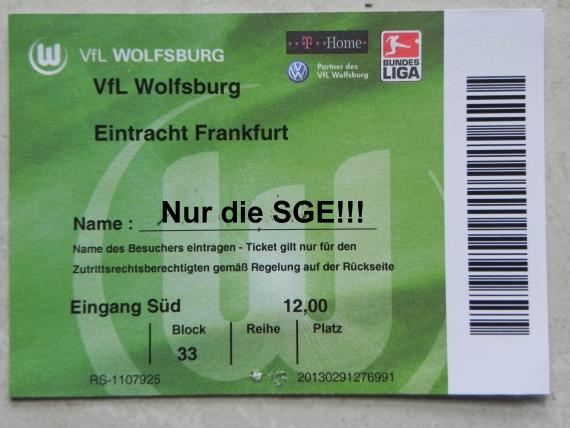 VfL WOLFSBURG
T Home
VfL Wolfsburg
Partner des
VfL Wolfsburg
BUNDES
LIGA
Eintracht Frankfurt
Name : Nur die SGE!!!
Name des Besuchers eintragen - Ticket gilt nur für den
Zutrittsrechtsberechtigten gemäß Regelung auf der Rückseite
Eingang Süd 12,00
Block Reihe Platz
33
RS-1107925 20130291276991